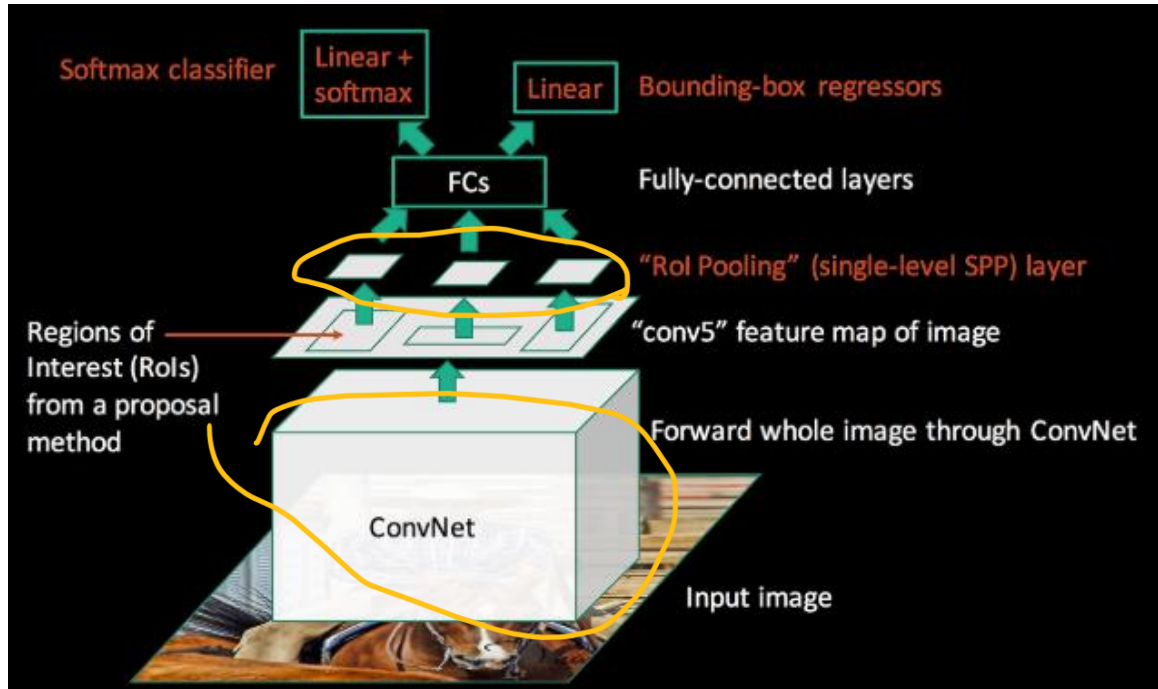 Softmax classifier
Linear +
softmax
Linear
Bounding-box regressors
FCs
Fully-connected layers
“RoI Pooling” (single-level SPP) layer
Regions of
Interest (RoIs)
from a proposal
method
“conv5” feature map of image
Forward whole image through ConvNet
ConvNet
Input image